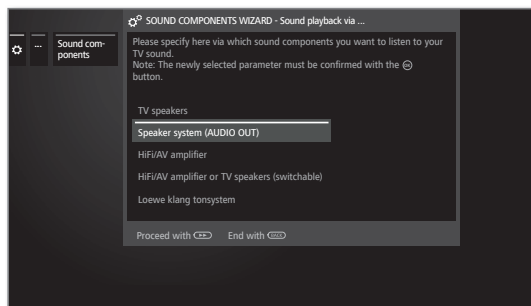 SOUND COMPONENTS WIZARD - Sound playback via ...
...
Sound com-
ponents
Please specify here via which sound components you want to listen to your
TV sound.
Note: The newly selected parameter must be confirmed with the OK
button.
TV speakers
Speaker system (AUDIO OUT)
HiFi/AV amplifier
HiFi/AV amplifier or TV speakers (switchable)
Loewe klang tonsystem
Proceed with End with BACK